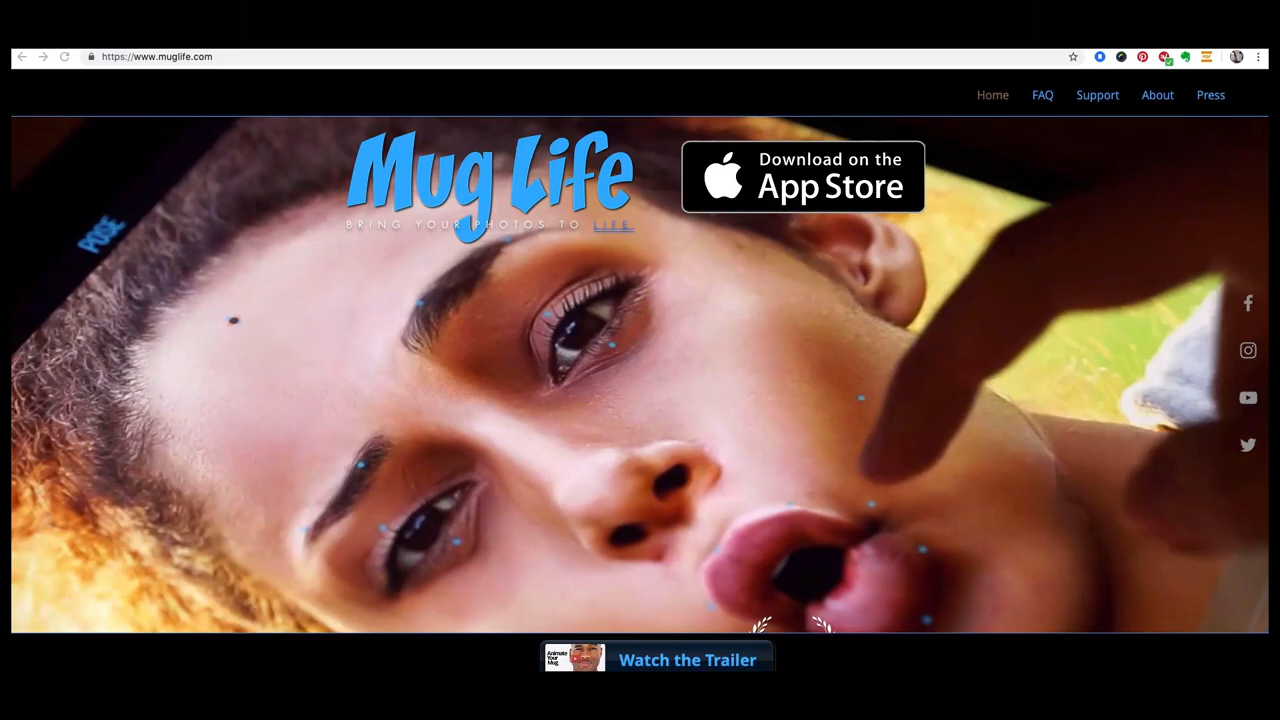 https://www.muglife.com
Home FAQ Support About Press
POSE
Mug Life
BRING YOUR PHOTOS TO LIFE
Download on the
App Store
Animate
Your
Mug
Watch the Trailer